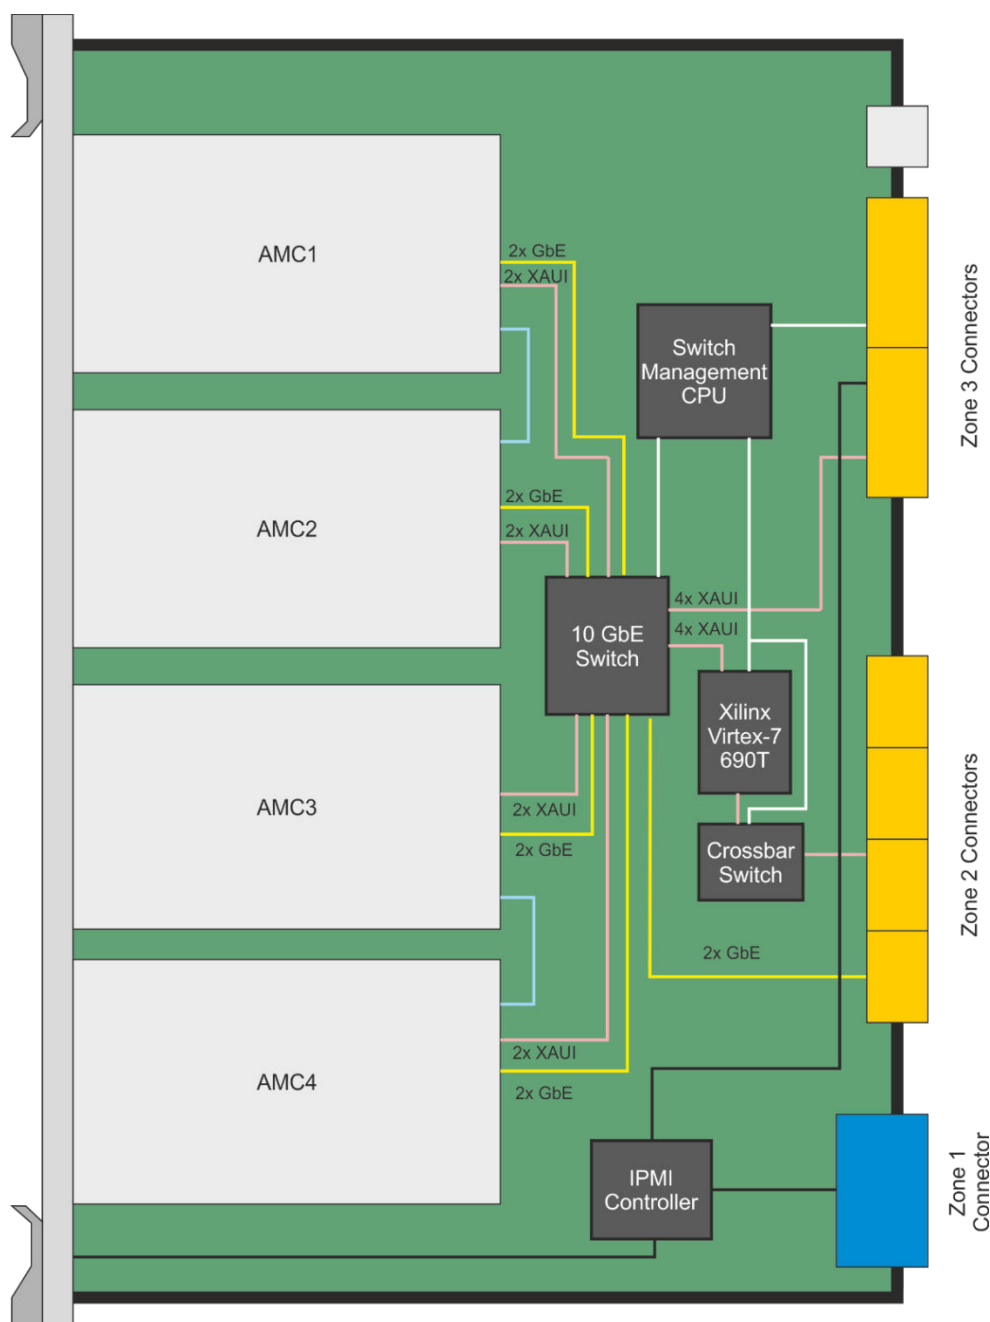 AMC1
2x GbE
2x XAUI
Switch
Management
CPU
Zone 3 Connectors
AMC2
2x GbE
2x XAUI
10 GbE
Switch
4x XAUI
4x XAUI
Xilinx
Virtex-7
690T
AMC3
2x XAUI
2x GbE
Crossbar
Switch
Zone 2 Connectors
2x GbE
AMC4
2x XAUI
2x GbE
IPMI
Controller
Zone 1
Connector